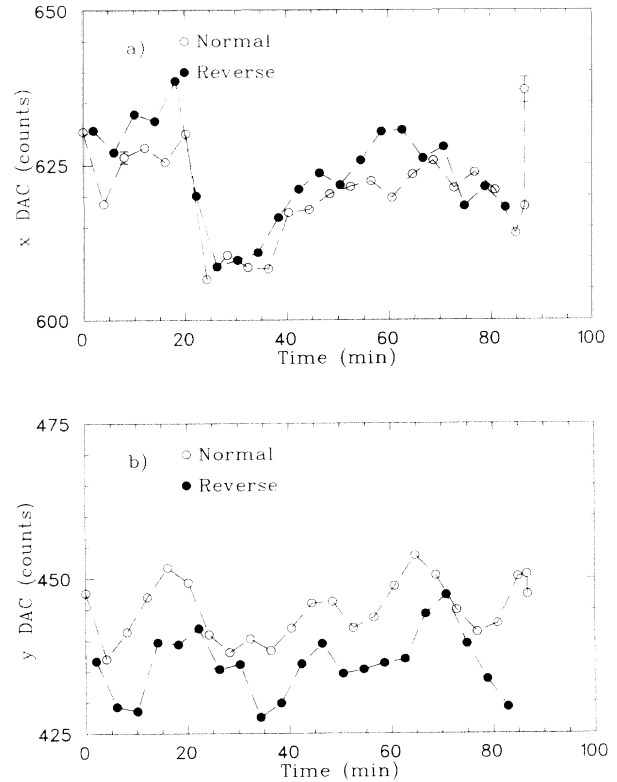 650
a)
Normal
Reverse
x DAC (counts)
625
600
0
20
40
60
80
100
Time (min)
475
b)
Normal
Reverse
y DAC (counts)
450
425
0
20
40
60
80
100
Time (min)